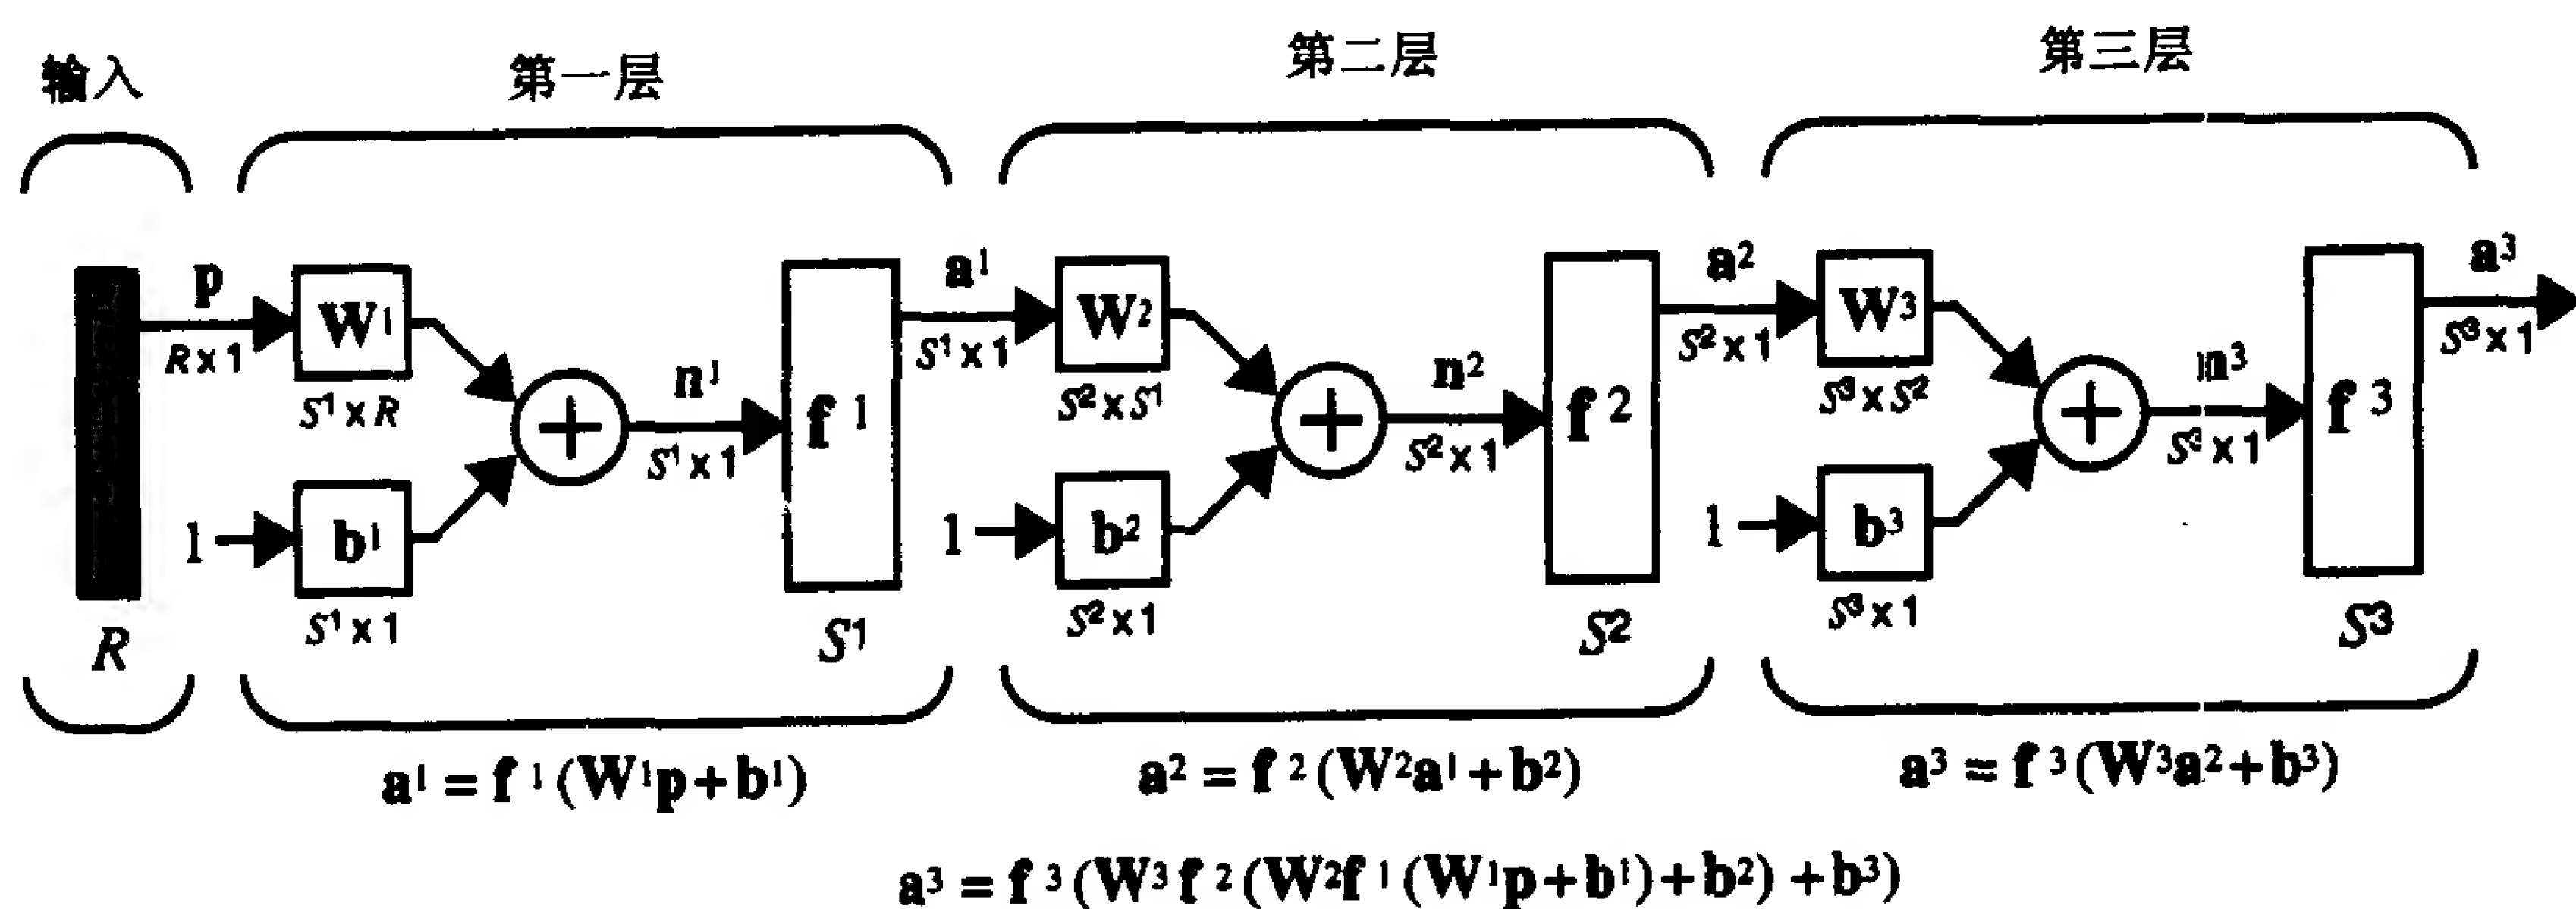 输入 第一层 第二层 第三层
p a¹ a² a³
W¹ W² W³
R x 1 n¹ S¹ x 1 n² S² x 1 n³ S³ x 1
S¹ x R f ¹ S² x S¹ f ² S³ x S² f ³
S¹ x 1 S² x 1 S³ x 1
1 b¹ 1 b² 1 b³
S¹ x 1 S² x 1 S³ x 1
R S¹ S² S³
a¹ = f ¹ (W¹p+b¹) a² = f ² (W²a¹+b²) a³ = f ³ (W³a²+b³)
a³ = f ³ (W³ f ² (W²f ¹ (W¹p+b¹)+b²) +b³)